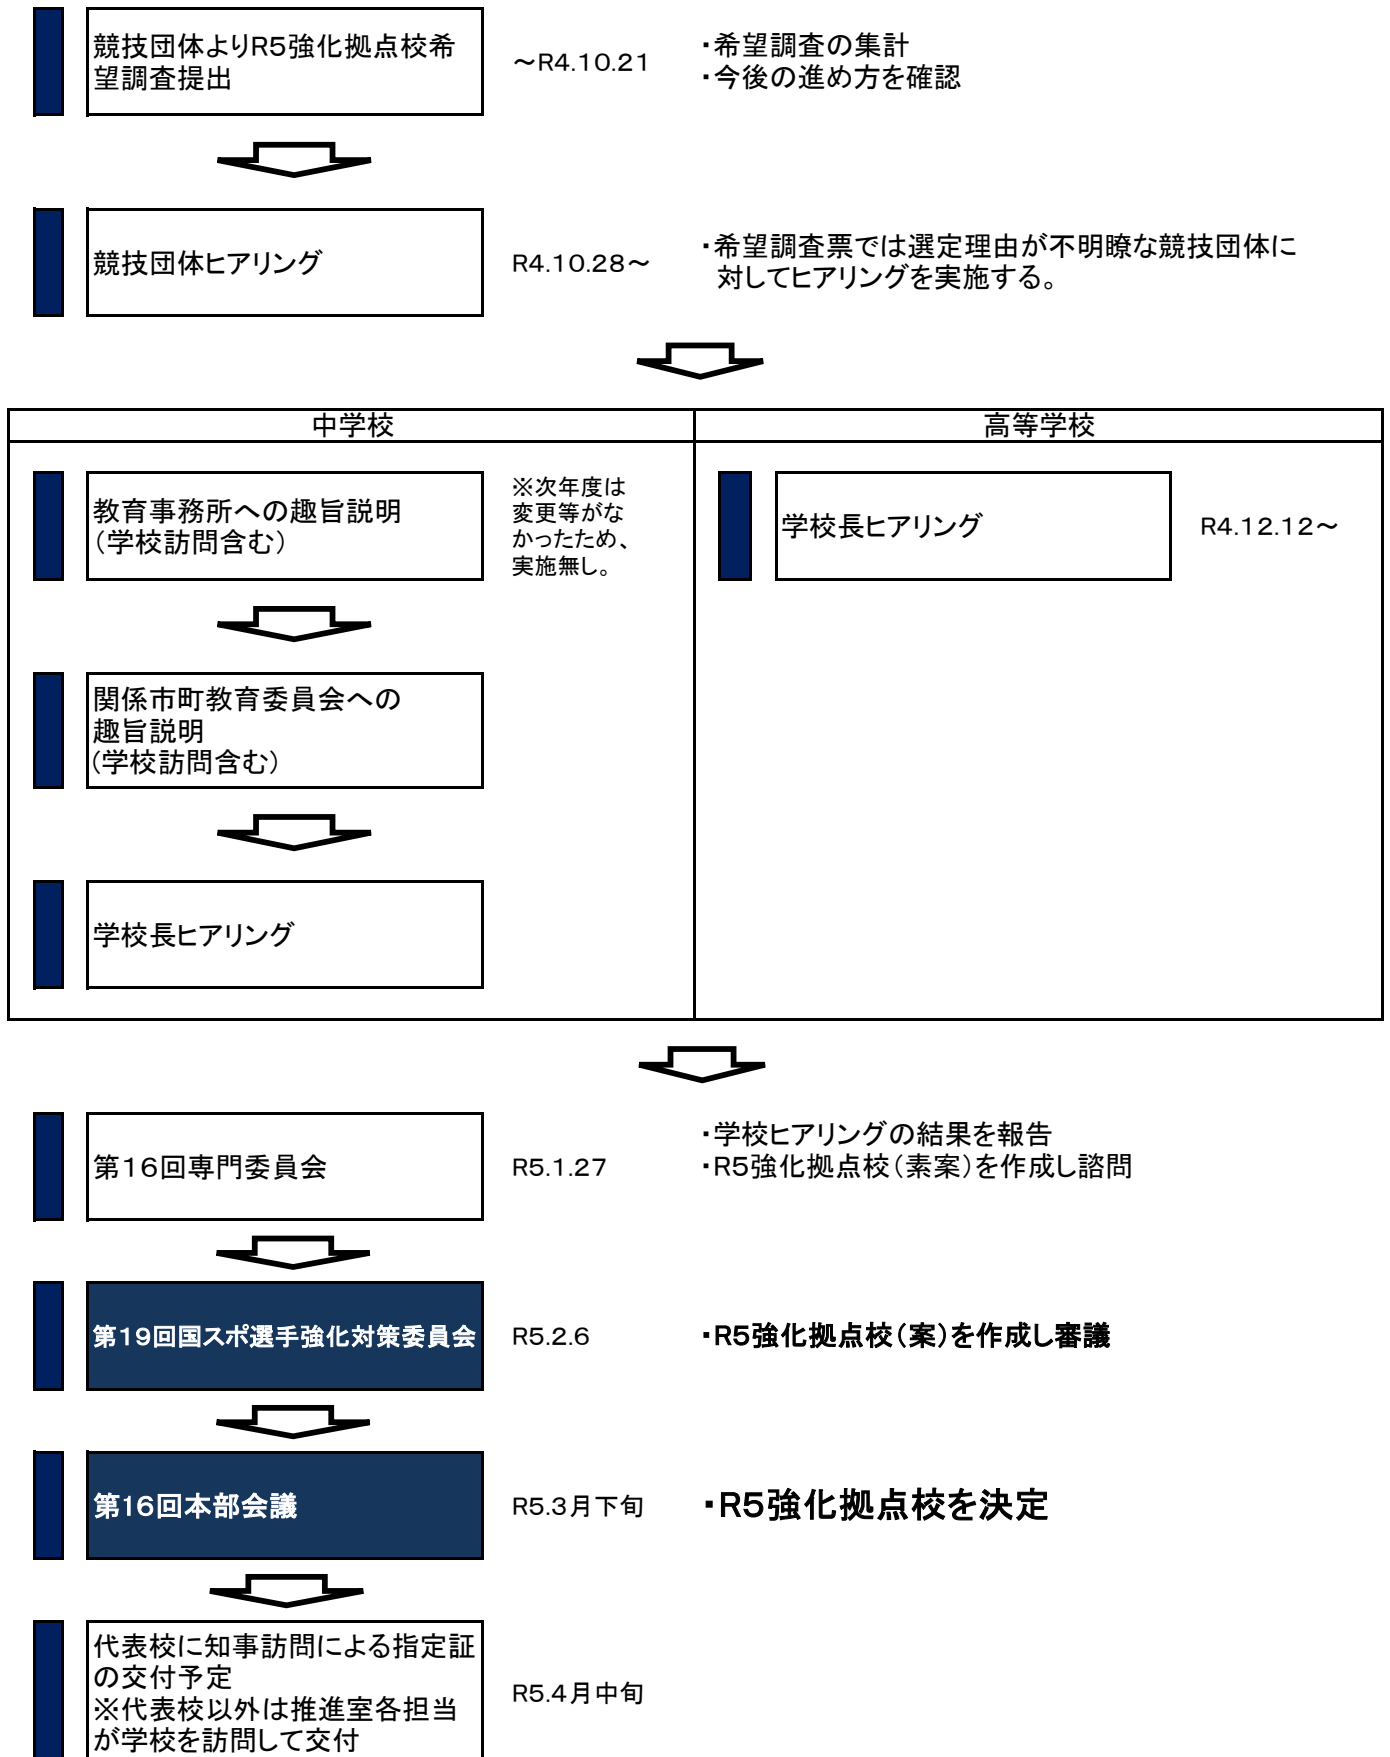 競技団体よりR5強化拠点校希
望調査提出
～R4.10.21
・希望調査の集計
・今後の進め方を確認
競技団体ヒアリング
R4.10.28～
・希望調査票では選定理由が不明瞭な競技団体に
対してヒアリングを実施する。
中学校
高等学校
教育事務所への趣旨説明
（学校訪問含む）
※次年度は
変更等がな
かったため、
実施無し。
学校長ヒアリング
R4.12.12～
関係市町教育委員会への
趣旨説明
（学校訪問含む）
学校長ヒアリング
第１６回専門委員会
R5.1.27
・学校ヒアリングの結果を報告
・R5強化拠点校（素案）を作成し諮問
第１９回国スポ選手強化対策委員会
R5.2.6
・R5強化拠点校（案）を作成し審議
第１６回本部会議
R5.3月下旬
・R5強化拠点校を決定
代表校に知事訪問による指定証
の交付予定
※代表校以外は推進室各担当
が学校を訪問して交付
R5.4月中旬